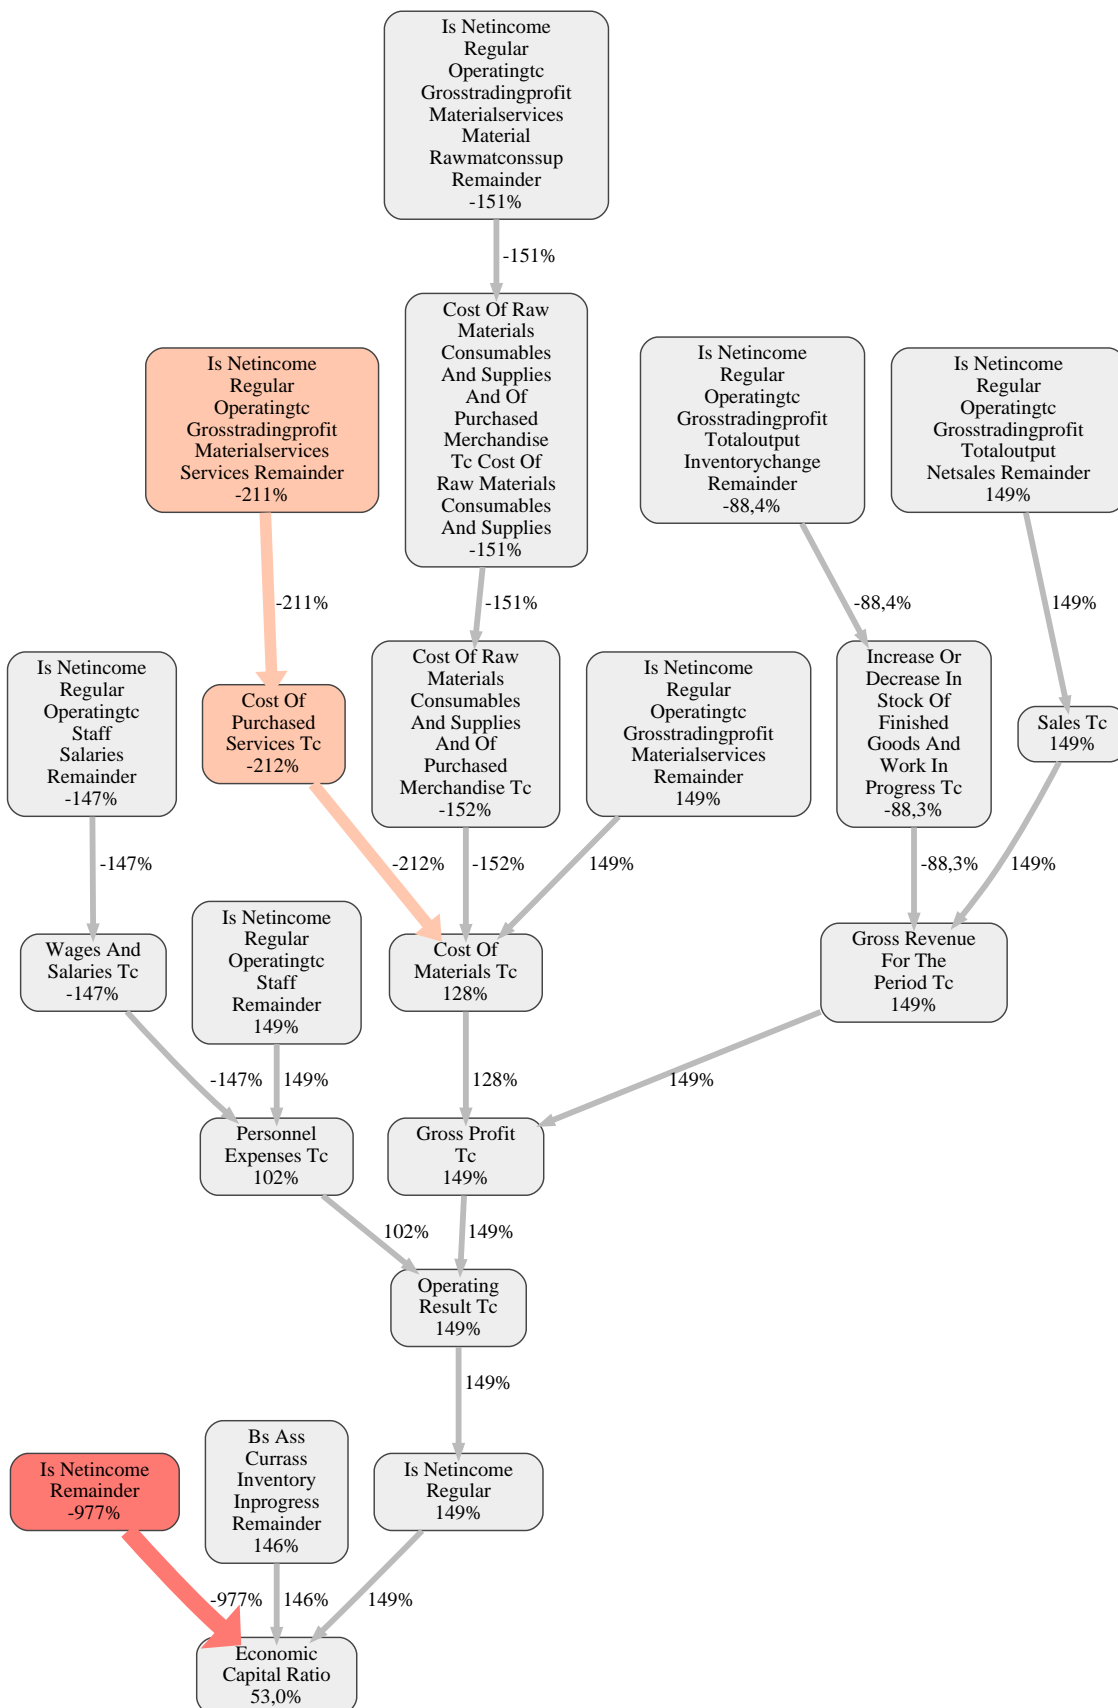 Is Netincome
Regular
Operatingtc
Grosstradingprofit
Materialservices
Material
Rawmatconssup
Remainder
-151%
-151%
Cost Of Raw
Materials
Consumables
And Supplies
And Of
Purchased
Merchandise
Tc Cost Of
Raw Materials
Consumables
And Supplies
-151%
Is Netincome
Regular
Operatingtc
Grosstradingprofit
Materialservices
Services Remainder
-211%
Is Netincome
Regular
Operatingtc
Grosstradingprofit
Totaloutput
Inventorychange
Remainder
-88,4%
Is Netincome
Regular
Operatingtc
Grosstradingprofit
Totaloutput
Netsales Remainder
149%
-211%
-151%
-88,4%
149%
Is Netincome
Regular
Operatingtc
Staff
Salaries
Remainder
-147%
Cost Of
Purchased
Services Tc
-212%
Cost Of Raw
Materials
Consumables
And Supplies
And Of
Purchased
Merchandise Tc
-152%
Is Netincome
Regular
Operatingtc
Grosstradingprofit
Materialservices
Remainder
149%
Increase Or
Decrease In
Stock Of
Finished
Goods And
Work In
Progress Tc
-88,3%
Sales Tc
149%
-147%
-212%
-152%
149%
-88,3%
149%
Wages And
Salaries Tc
-147%
Is Netincome
Regular
Operatingtc
Staff
Remainder
149%
Cost Of
Materials Tc
128%
Gross Revenue
For The
Period Tc
149%
-147%
149%
128%
149%
Personnel
Expenses Tc
102%
Gross Profit
Tc
149%
102%
149%
Operating
Result Tc
149%
149%
Is Netincome
Remainder
-977%
Bs Ass
Currass
Inventory
Inprogress
Remainder
146%
Is Netincome
Regular
149%
-977%
146%
149%
Economic
Capital Ratio
53,0%